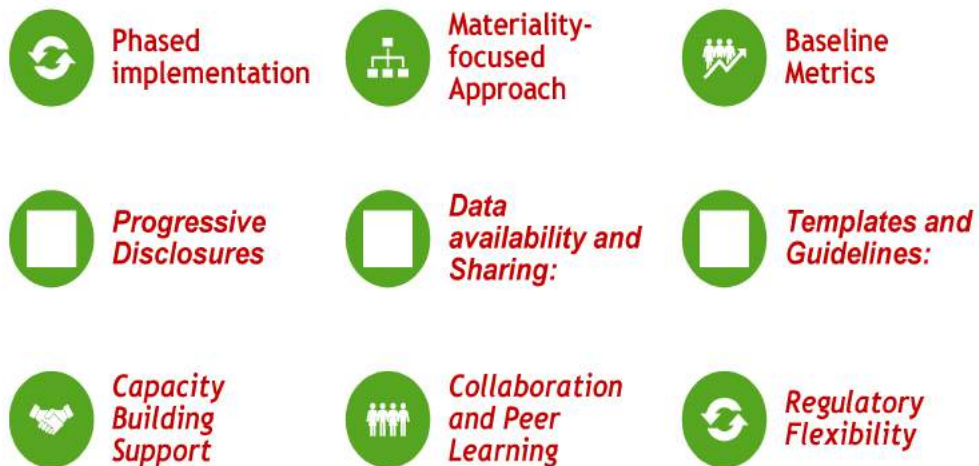 Phased
implementation
Materiality-
focused
Approach
Baseline
Metrics
Progressive
Disclosures
Data
availability and
Sharing:
Templates and
Guidelines:
Capacity
Building
Support
Collaboration
and Peer
Learning
Regulatory
Flexibility